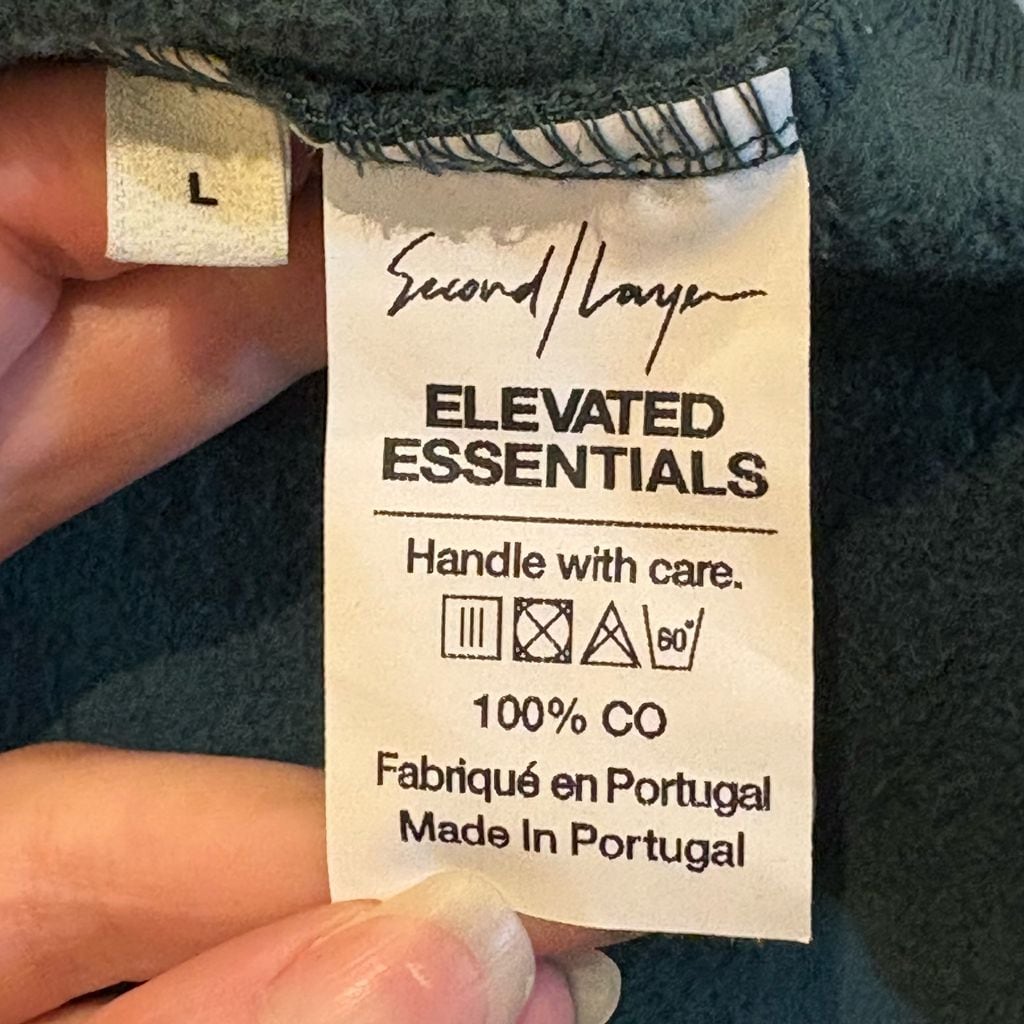 L
Second/Layer
ELEVATED
ESSENTIALS
Handle with care.
60°
100% CO
Fabriqué en Portugal
Made In Portugal